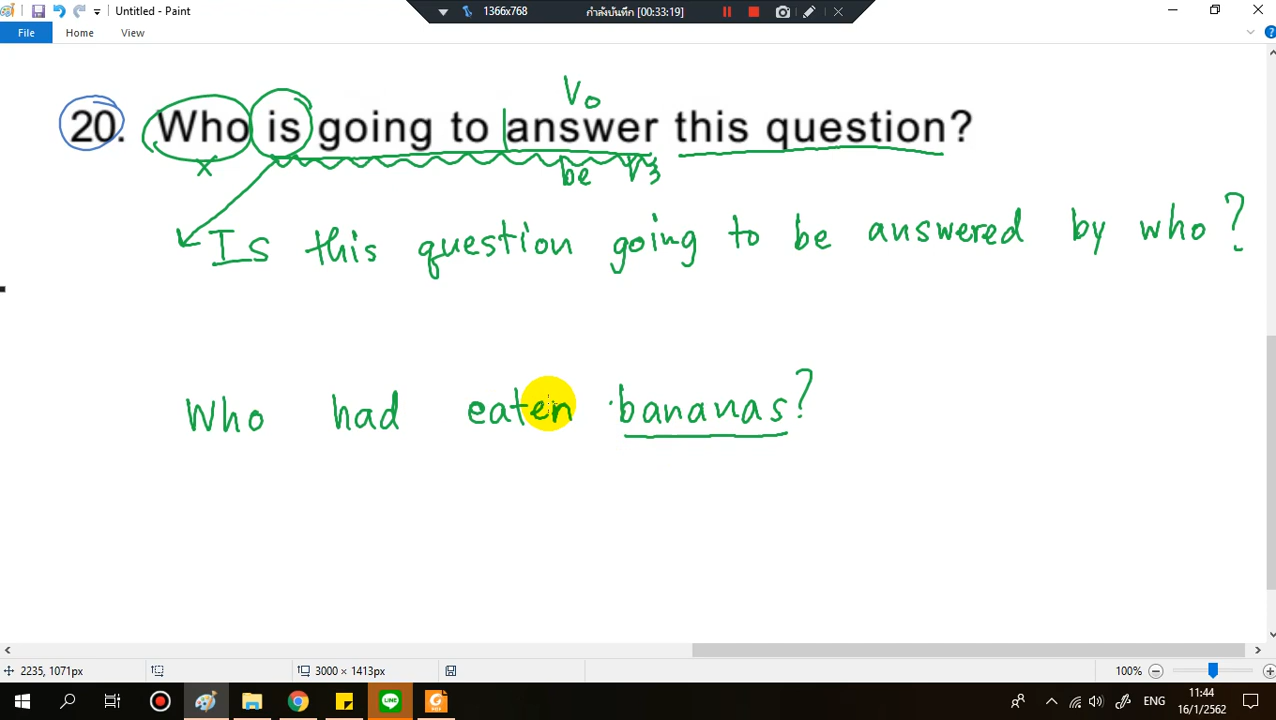 Untitled - Paint
1366x768
กำลังบันทึก [00:33:19]
File Home View
Vo
20. Who is going to answer this question?
x be V3
Is this question going to be answered by who?
Who had eaten bananas?
2235, 1071px
3000 × 1413px
100%
LINE
PDF
ENG
11:44
16/1/2562